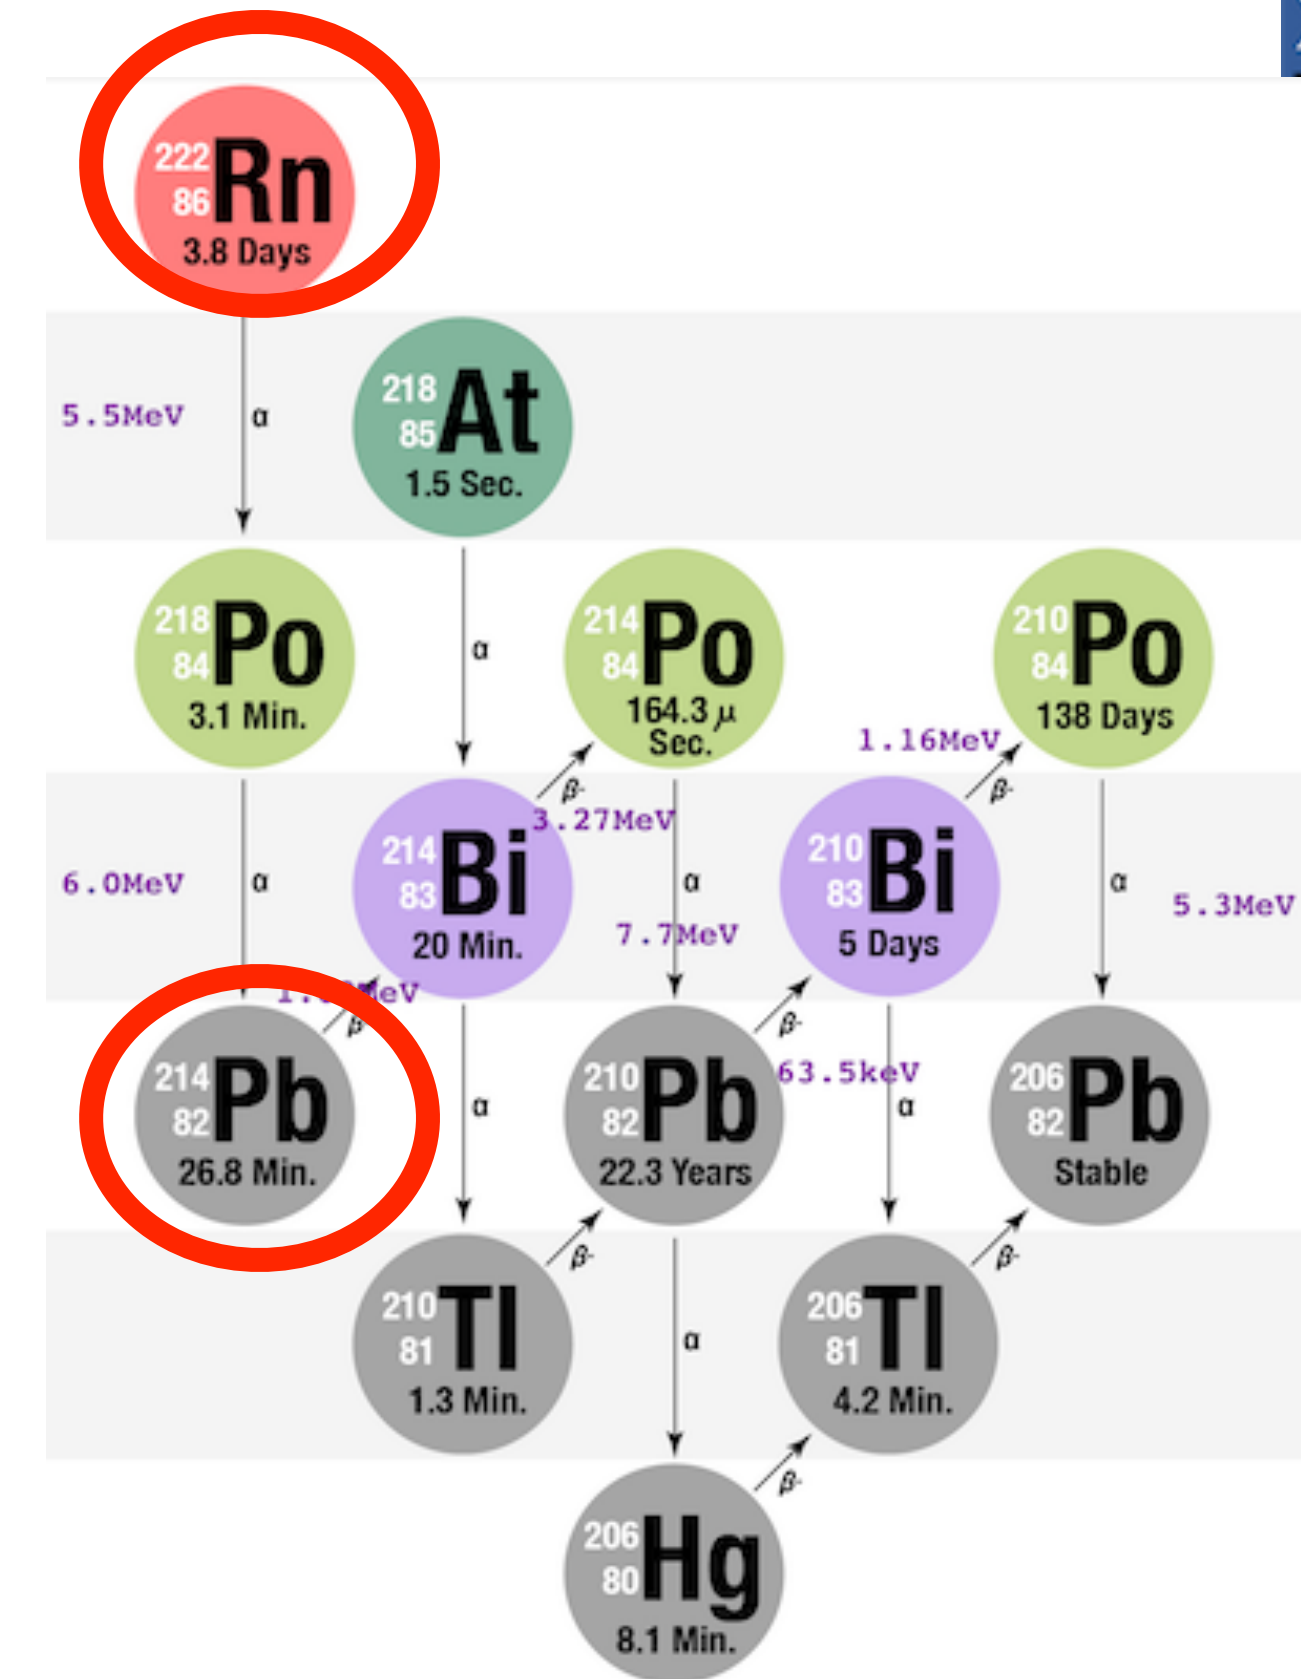 222
86 Rn
3.8 Days
5.5MeV
α
218
85 At
1.5 Sec.
218
84 Po
3.1 Min.
α
214
84 Po
164.3 μ
Sec.
210
84 Po
138 Days
1.16MeV
β-
β-
3.27MeV
6.0MeV
α
214
83 Bi
20 Min.
α
7.7MeV
210
83 Bi
5 Days
α
5.3MeV
β
214
82 Pb
26.8 Min.
α
210
82 Pb
22.3 Years
β-
63.5keV
α
206
82 Pb
Stable
β-
β-
210
81 Tl
1.3 Min.
α
206
81 Tl
4.2 Min.
β-
206
80 Hg
8.1 Min.